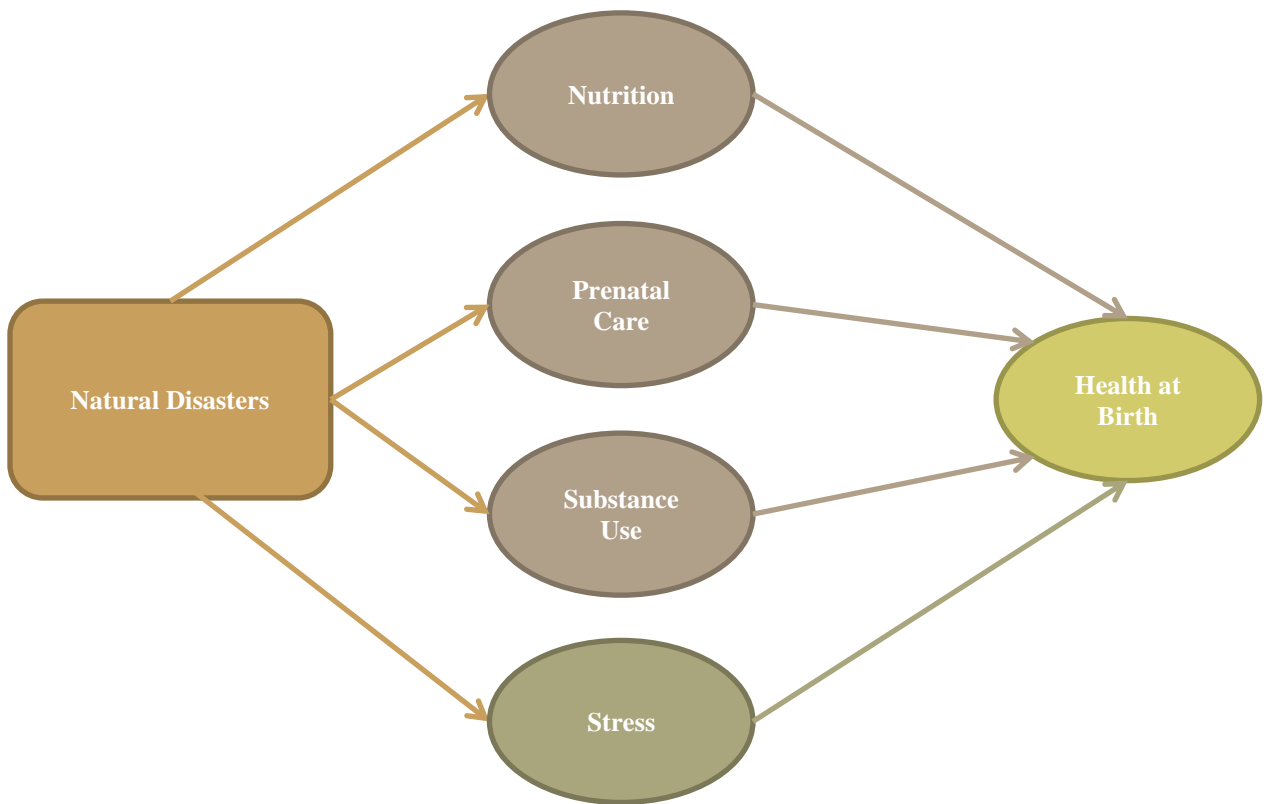 Nutrition
Prenatal
Care
Natural Disasters
Health at
Birth
Substance
Use
Stress